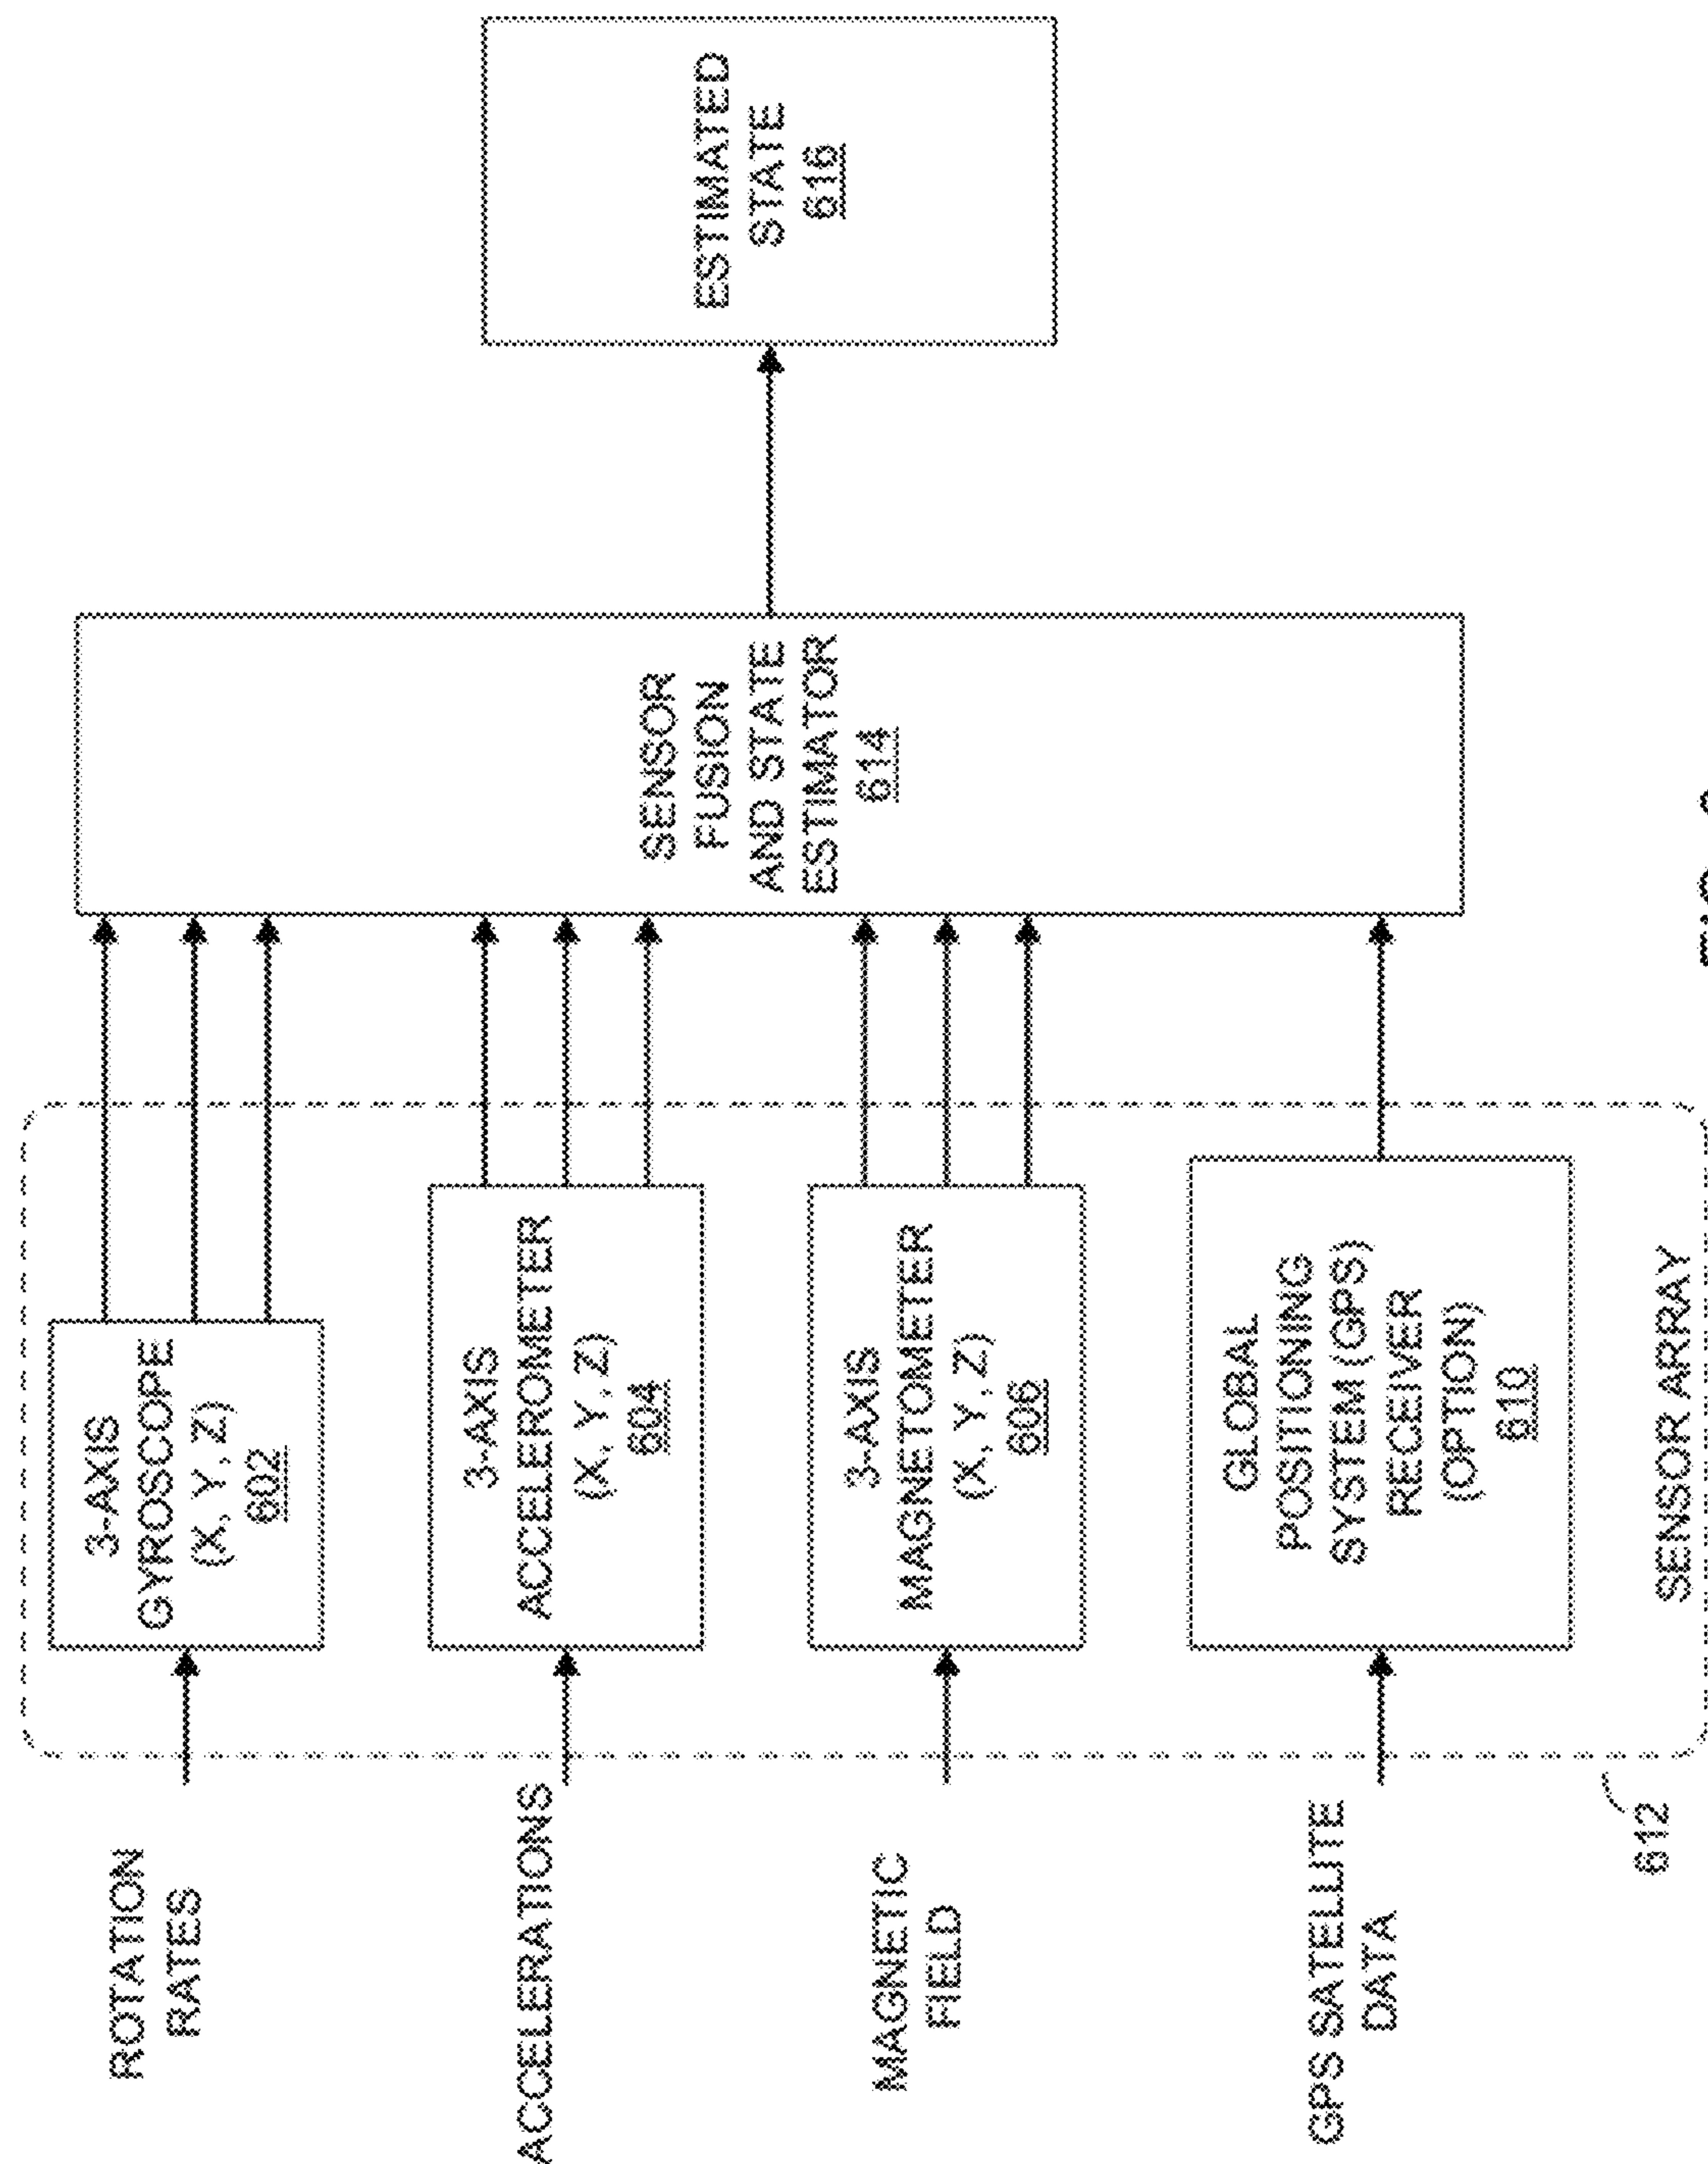 ROTATION
RATES
3-AXIS
GYROSCOPE
(X, Y, Z)
602
ACCELERATIONS
3-AXIS
ACCELEROMETER
(X, Y, Z)
604
MAGNETIC
FIELD
3-AXIS
MAGNETOMETER
(X, Y, Z)
606
GPS SATELLITE
DATA
GLOBAL
POSITIONING
SYSTEM (GPS)
RECEIVER
(OPTION)
610
SENSOR ARRAY
612
SENSOR
FUSION
AND STATE
ESTIMATOR
614
ESTIMATED
STATE
616